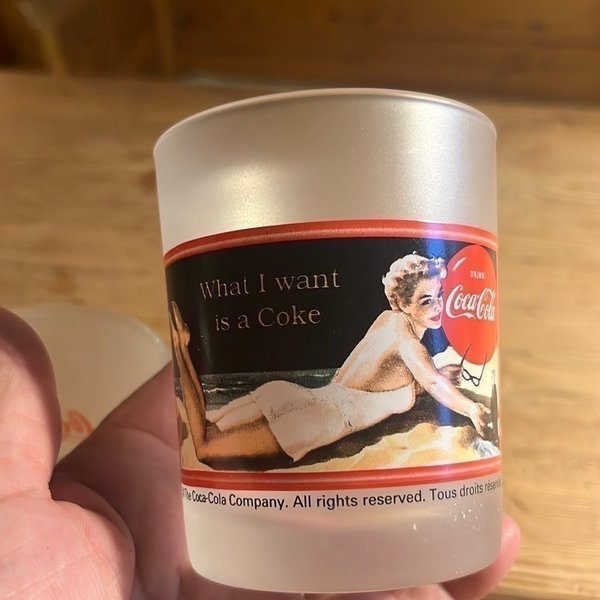 What I want
is a Coke
DRINK
Coca-Cola
The Coca-Cola Company. All rights reserved. Tous droits